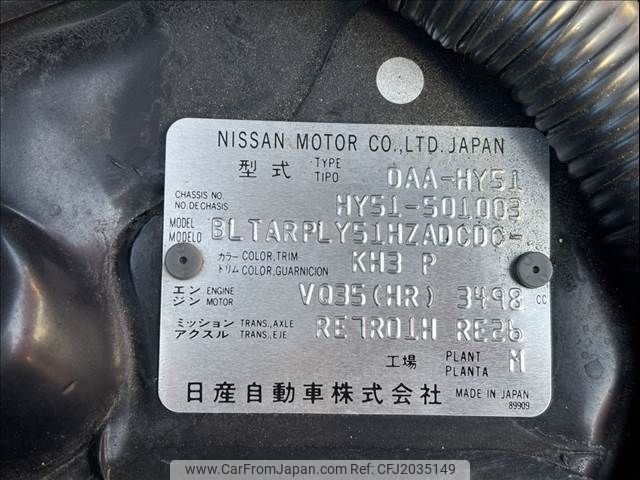 NISSAN MOTOR CO.,LTD.JAPAN
型式 TYPE TIPO DAA-HY51
CHASSIS NO. NO.DE CHASIS HY51-501003
MODEL MODELO BLTARPLY51HZADCDC-
カラー COLOR,TRIM トリム COLOR,GUARNICION KH3 P
エンジン ENGINE MOTOR VQ35(HR) 3498 CC
ミッション TRANS.,AXLE アクスル TRANS.,EJE RE7R01H RE26
工場 PLANT PLANTA M
日産自動車株式会社 MADE IN JAPAN
89909
www.CarFromJapan.com | CarFromJapan | CFJ2035149